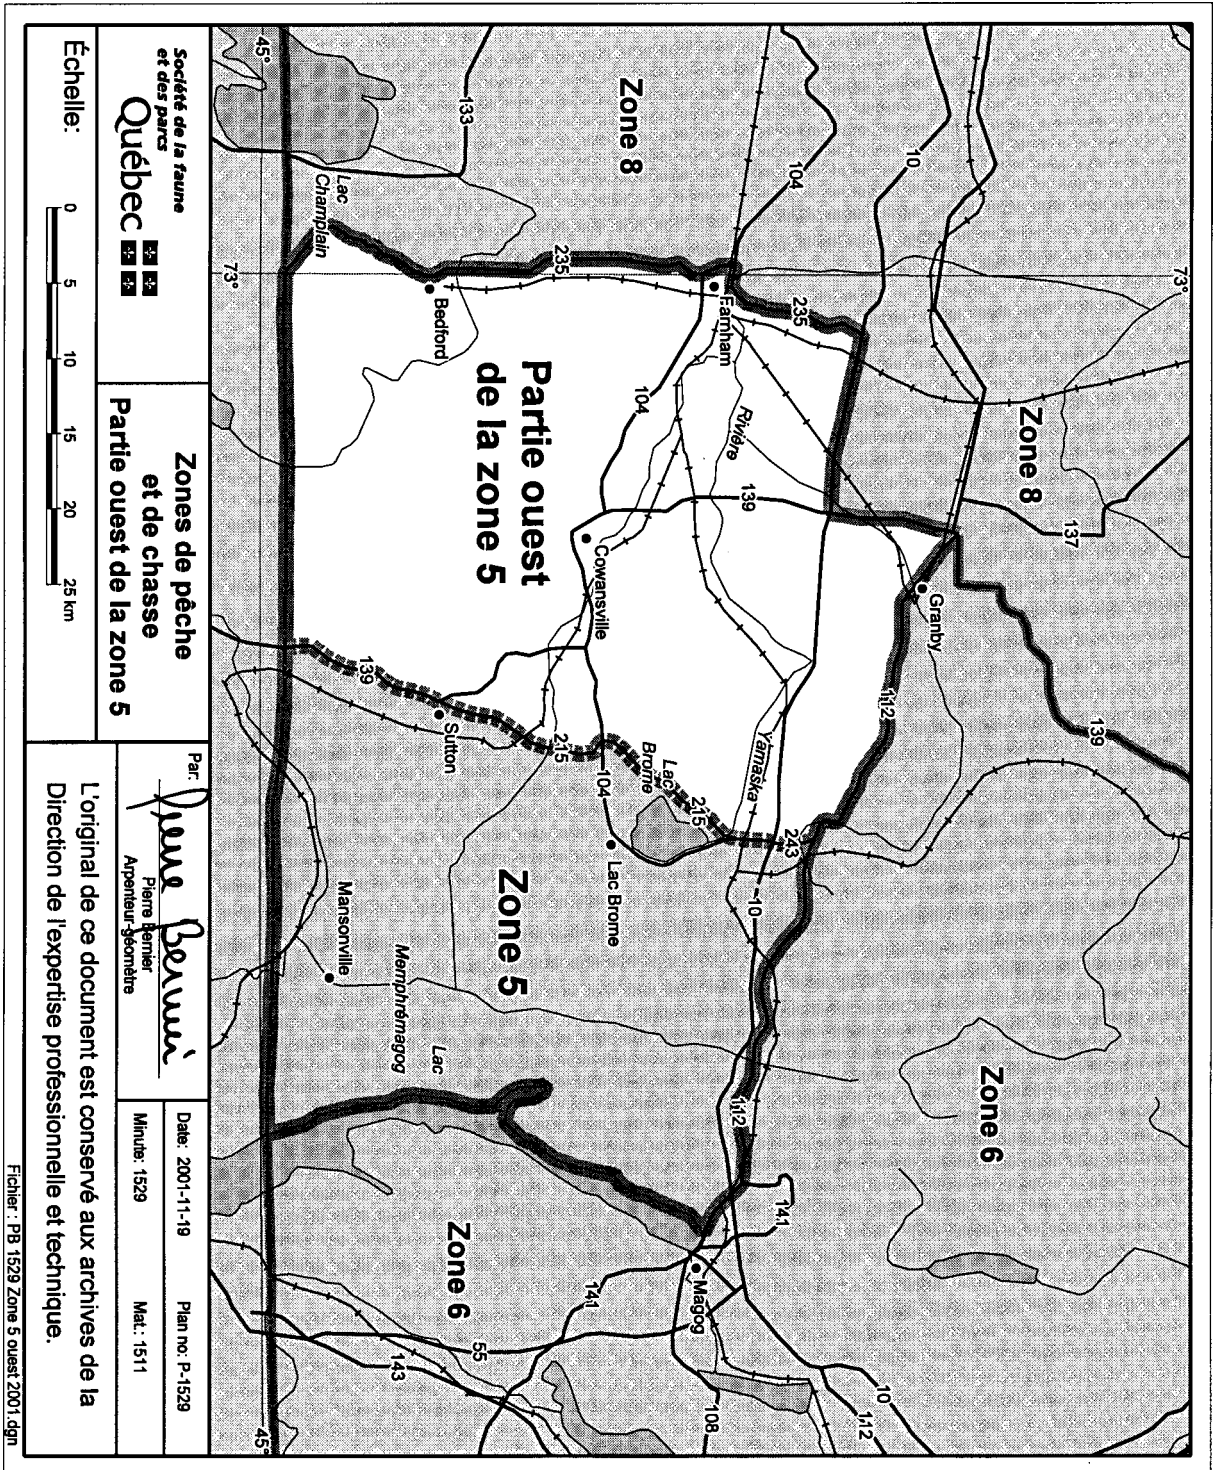 73°
73°
45°
45°
Zone 8
Zone 8
Zone 6
Zone 6
Zone 5
Partie ouest
de la zone 5
10
104
133
235
235
137
139
139
139
104
104
112
112
112
243
215
215
10
10
141
141
108
55
143
Farnham
Bedford
Granby
Cowansville
Sutton
Lac Brome
Mansonville
Magog
Rivière
Yamaska
Lac
Brome
Lac
Champlain
Lac
Memphrémagog
Société de la faune
et des parcs
Québec
Échelle:
0 5 10 15 20 25 km
Zones de pêche
et de chasse
Partie ouest de la zone 5
Par:
Pierre Bernier
Pierre Bernier
Arpenteur-géomètre
Date: 2001-11-19
Plan no: P-1529
Minute: 1529
Mat.: 1511
L'original de ce document est conservé aux archives de la
Direction de l'expertise professionnelle et technique.
Fichier : PB 1529 Zone 5 ouest 2001.dgn